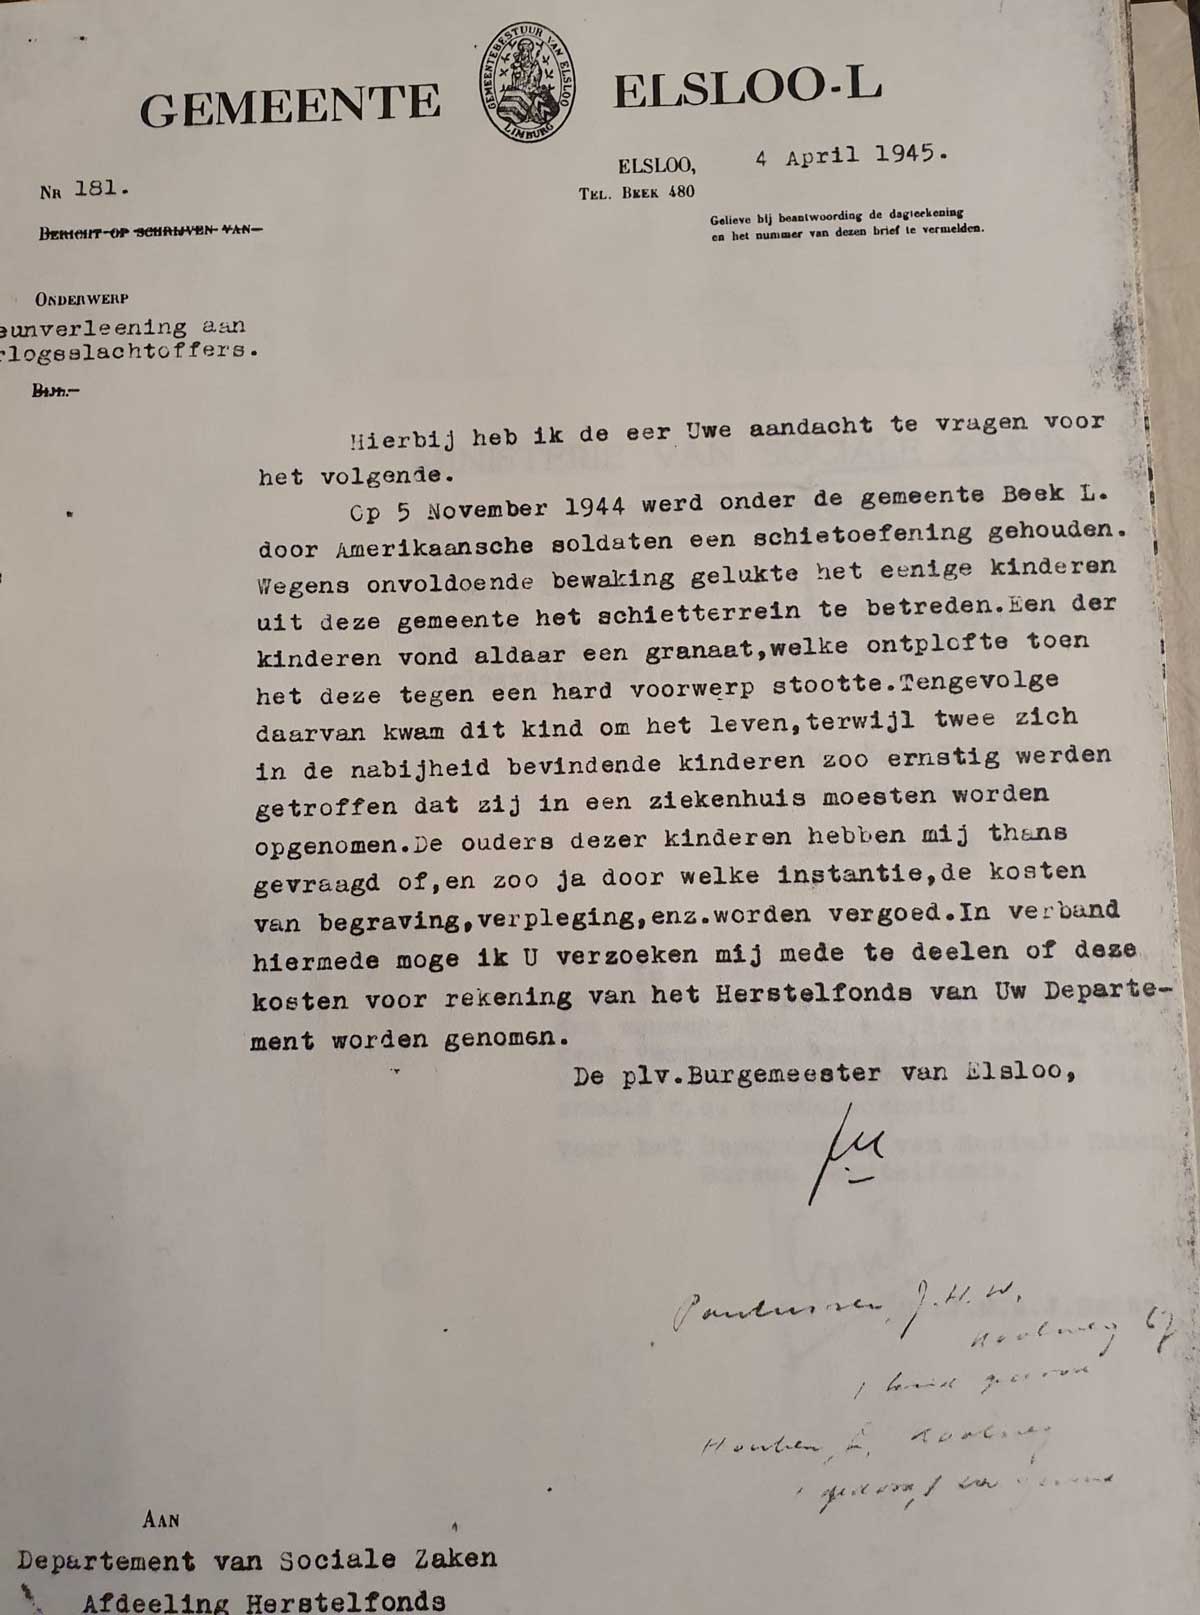 GEMEENTE ELSLOO-L
GEMEENTEBESTUUR VAN ELSLOO
LIMBURG
ELSLOO, 4 April 1945.
NR 181.
TEL. BEEK 480
BERICHT OP SCHRIJVEN VAN
Gelieve bij beantwoording de dagteekening
en het nummer van dezen brief te vermelden.
ONDERWERP
eunverleening aan
rlogsslachtoffers.
BIJL.
Hierbij heb ik de eer Uwe aandacht te vragen voor
het volgende.
Op 5 November 1944 werd onder de gemeente Beek L.
door Amerikaansche soldaten een schietoefening gehouden.
Wegens onvoldoende bewaking gelukte het eenige kinderen
uit deze gemeente het schietterrein te betreden.Een der
kinderen vond aldaar een granaat,welke ontplofte toen
het deze tegen een hard voorwerp stootte.Tengevolge
daarvan kwam dit kind om het leven,terwijl twee zich
in de nabijheid bevindende kinderen zoo ernstig werden
getroffen dat zij in een ziekenhuis moesten worden
opgenomen.De ouders dezer kinderen hebben mij thans
gevraagd of,en zoo ja door welke instantie,de kosten
van begraving,verpleging,enz.worden vergoed.In verband
hiermede moge ik U verzoeken mij mede te deelen of deze
kosten voor rekening van het Herstelfonds van Uw Departe-
ment worden genomen.
De plv.Burgemeester van Elsloo,
Paulussen, J.H.W.
Koolweg 67
1 kind
Houben, Koolweg
1
AAN
Departement van Sociale Zaken
Afdeeling Herstelfonds